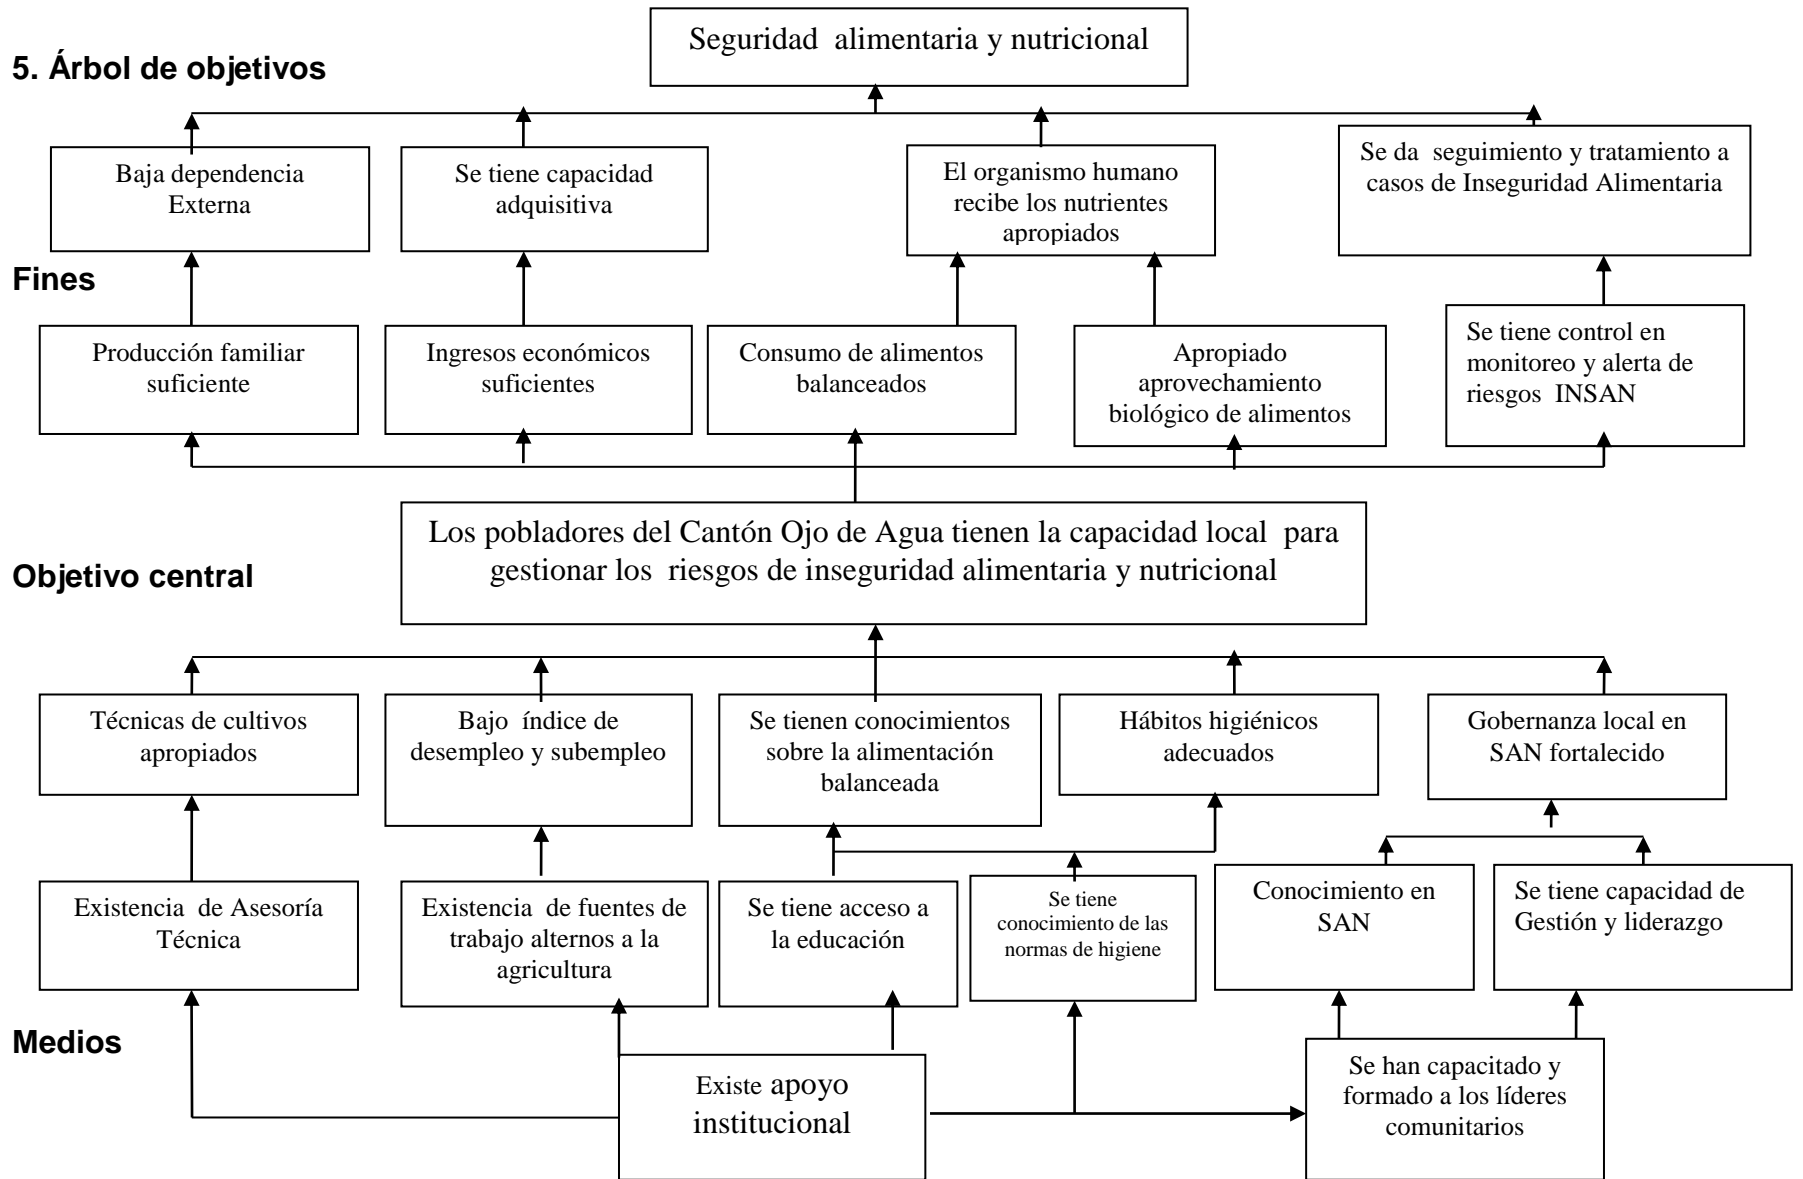 Seguridad alimentaria y nutricional
5. Árbol de objetivos
Baja dependencia
Externa
Se tiene capacidad
adquisitiva
El organismo humano
recibe los nutrientes
apropiados
Se da seguimiento y tratamiento a
casos de Inseguridad Alimentaria
Fines
Producción familiar
suficiente
Ingresos económicos
suficientes
Consumo de alimentos
balanceados
Apropiado
aprovechamiento
biológico de alimentos
Se tiene control en
monitoreo y alerta de
riesgos INSAN
Los pobladores del Cantón Ojo de Agua tienen la capacidad local para
gestionar los riesgos de inseguridad alimentaria y nutricional
Objetivo central
Técnicas de cultivos
apropiados
Bajo índice de
desempleo y subempleo
Se tienen conocimientos
sobre la alimentación
balanceada
Hábitos higiénicos
adecuados
Gobernanza local en
SAN fortalecido
Existencia de Asesoría
Técnica
Existencia de fuentes de
trabajo alternos a la
agricultura
Se tiene acceso a
la educación
Se tiene
conocimiento de las
normas de higiene
Conocimiento en
SAN
Se tiene capacidad de
Gestión y liderazgo
Medios
Existe apoyo
institucional
Se han capacitado y
formado a los líderes
comunitarios